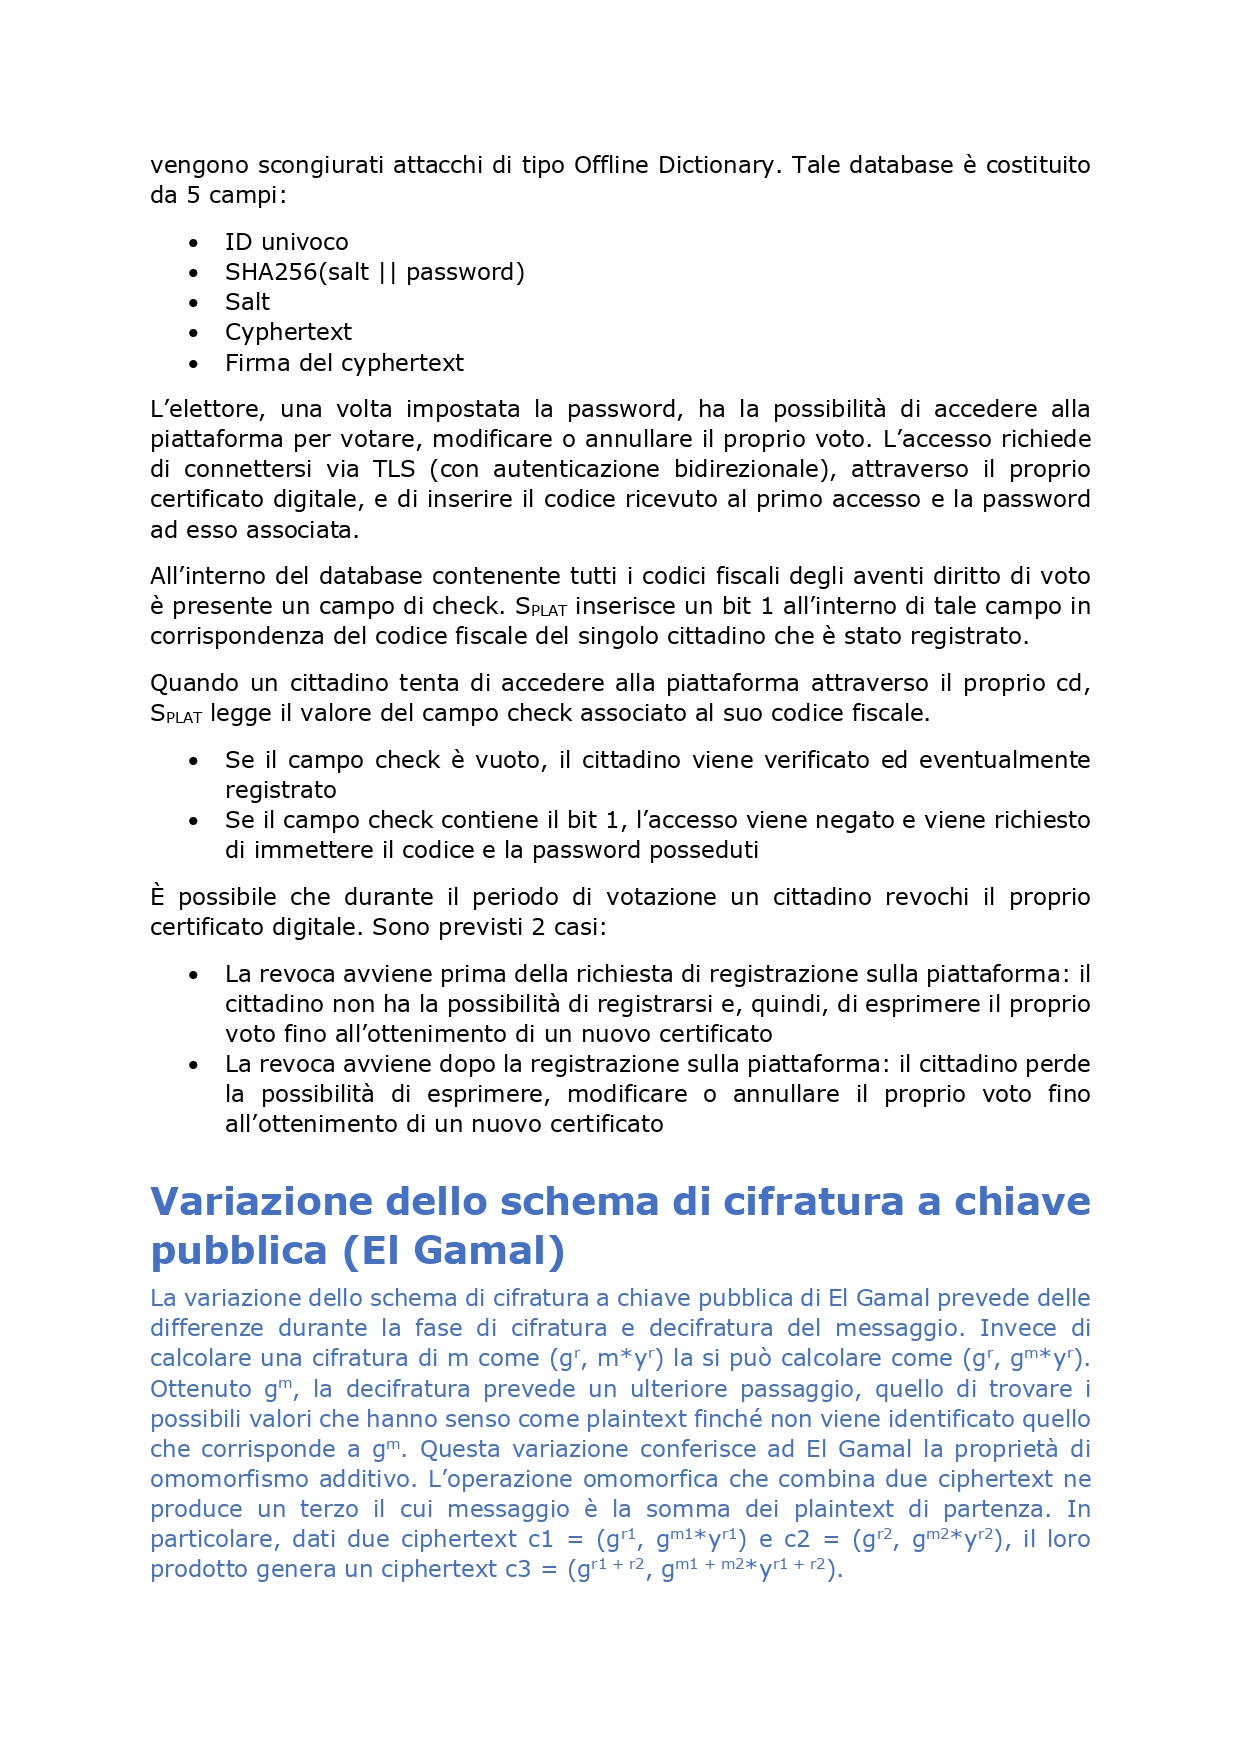 vengono scongiurati attacchi di tipo Offline Dictionary. Tale database è costituito
da 5 campi:
• ID univoco
• SHA256(salt || password)
• Salt
• Cyphertext
• Firma del cyphertext
L’elettore, una volta impostata la password, ha la possibilità di accedere alla
piattaforma per votare, modificare o annullare il proprio voto. L’accesso richiede
di connettersi via TLS (con autenticazione bidirezionale), attraverso il proprio
certificato digitale, e di inserire il codice ricevuto al primo accesso e la password
ad esso associata.
All’interno del database contenente tutti i codici fiscali degli aventi diritto di voto
è presente un campo di check. SPLAT inserisce un bit 1 all’interno di tale campo in
corrispondenza del codice fiscale del singolo cittadino che è stato registrato.
Quando un cittadino tenta di accedere alla piattaforma attraverso il proprio cd,
SPLAT legge il valore del campo check associato al suo codice fiscale.
• Se il campo check è vuoto, il cittadino viene verificato ed eventualmente
registrato
• Se il campo check contiene il bit 1, l’accesso viene negato e viene richiesto
di immettere il codice e la password posseduti
È possibile che durante il periodo di votazione un cittadino revochi il proprio
certificato digitale. Sono previsti 2 casi:
• La revoca avviene prima della richiesta di registrazione sulla piattaforma: il
cittadino non ha la possibilità di registrarsi e, quindi, di esprimere il proprio
voto fino all’ottenimento di un nuovo certificato
• La revoca avviene dopo la registrazione sulla piattaforma: il cittadino perde
la possibilità di esprimere, modificare o annullare il proprio voto fino
all’ottenimento di un nuovo certificato
Variazione dello schema di cifratura a chiave
pubblica (El Gamal)
La variazione dello schema di cifratura a chiave pubblica di El Gamal prevede delle
differenze durante la fase di cifratura e decifratura del messaggio. Invece di
calcolare una cifratura di m come (g^r, m*y^r) la si può calcolare come (g^r, g^m*y^r).
Ottenuto g^m, la decifratura prevede un ulteriore passaggio, quello di trovare i
possibili valori che hanno senso come plaintext finché non viene identificato quello
che corrisponde a g^m. Questa variazione conferisce ad El Gamal la proprietà di
omomorfismo additivo. L’operazione omomorfica che combina due ciphertext ne
produce un terzo il cui messaggio è la somma dei plaintext di partenza. In
particolare, dati due ciphertext c1 = (g^r1, g^m1*y^r1) e c2 = (g^r2, g^m2*y^r2), il loro
prodotto genera un ciphertext c3 = (g^r1 + r2, g^m1 + m2*y^r1 + r2).